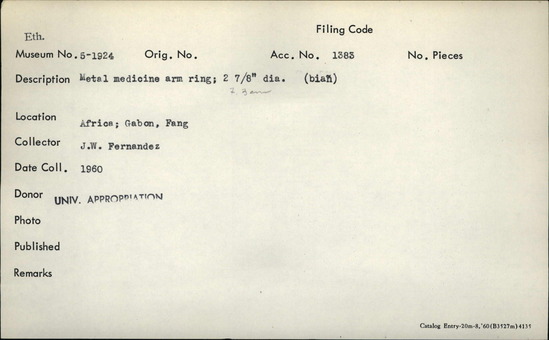 Filing Code
Eth.
Museum No. 5-1924 Orig. No. Acc. No. 1383 No. Pieces
Description Metal medicine arm ring; 2 7/8" dia. (biañ)
Location Africa; Gabon, Fang
Collector J.W. Fernandez
Date Coll. 1960
Donor UNIV. APPROPRIATION
Photo
Published
Remarks
Catalog Entry-20m-8,'60(B3127m)4139